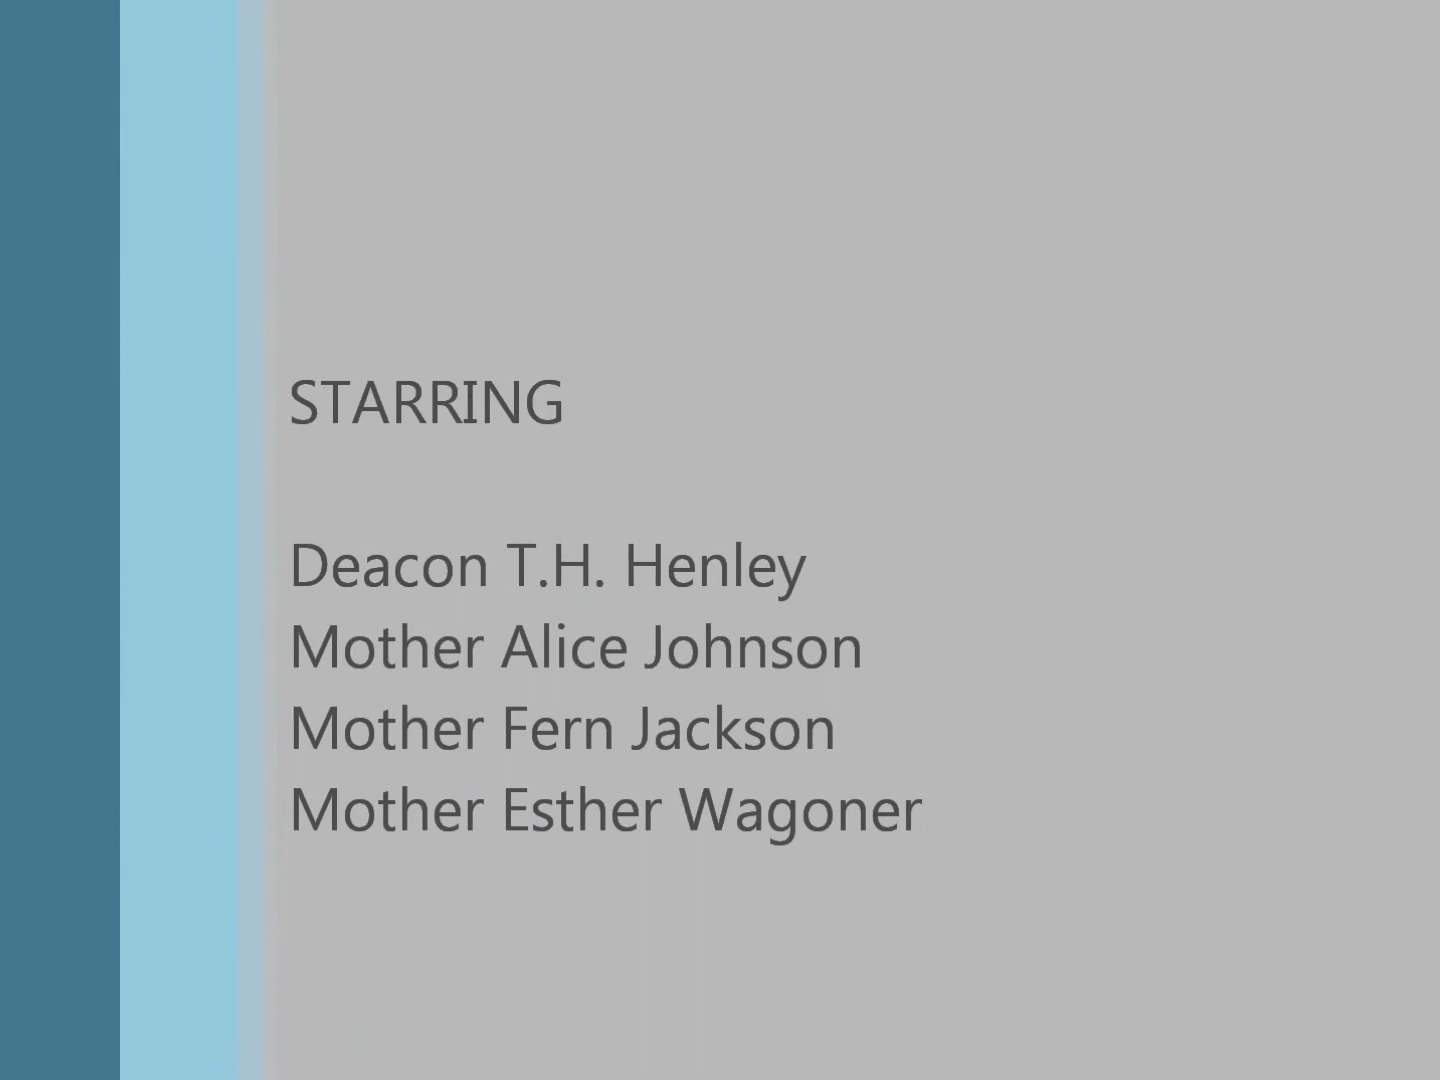 STARRING
Deacon T.H. Henley
Mother Alice Johnson
Mother Fern Jackson
Mother Esther Wagoner